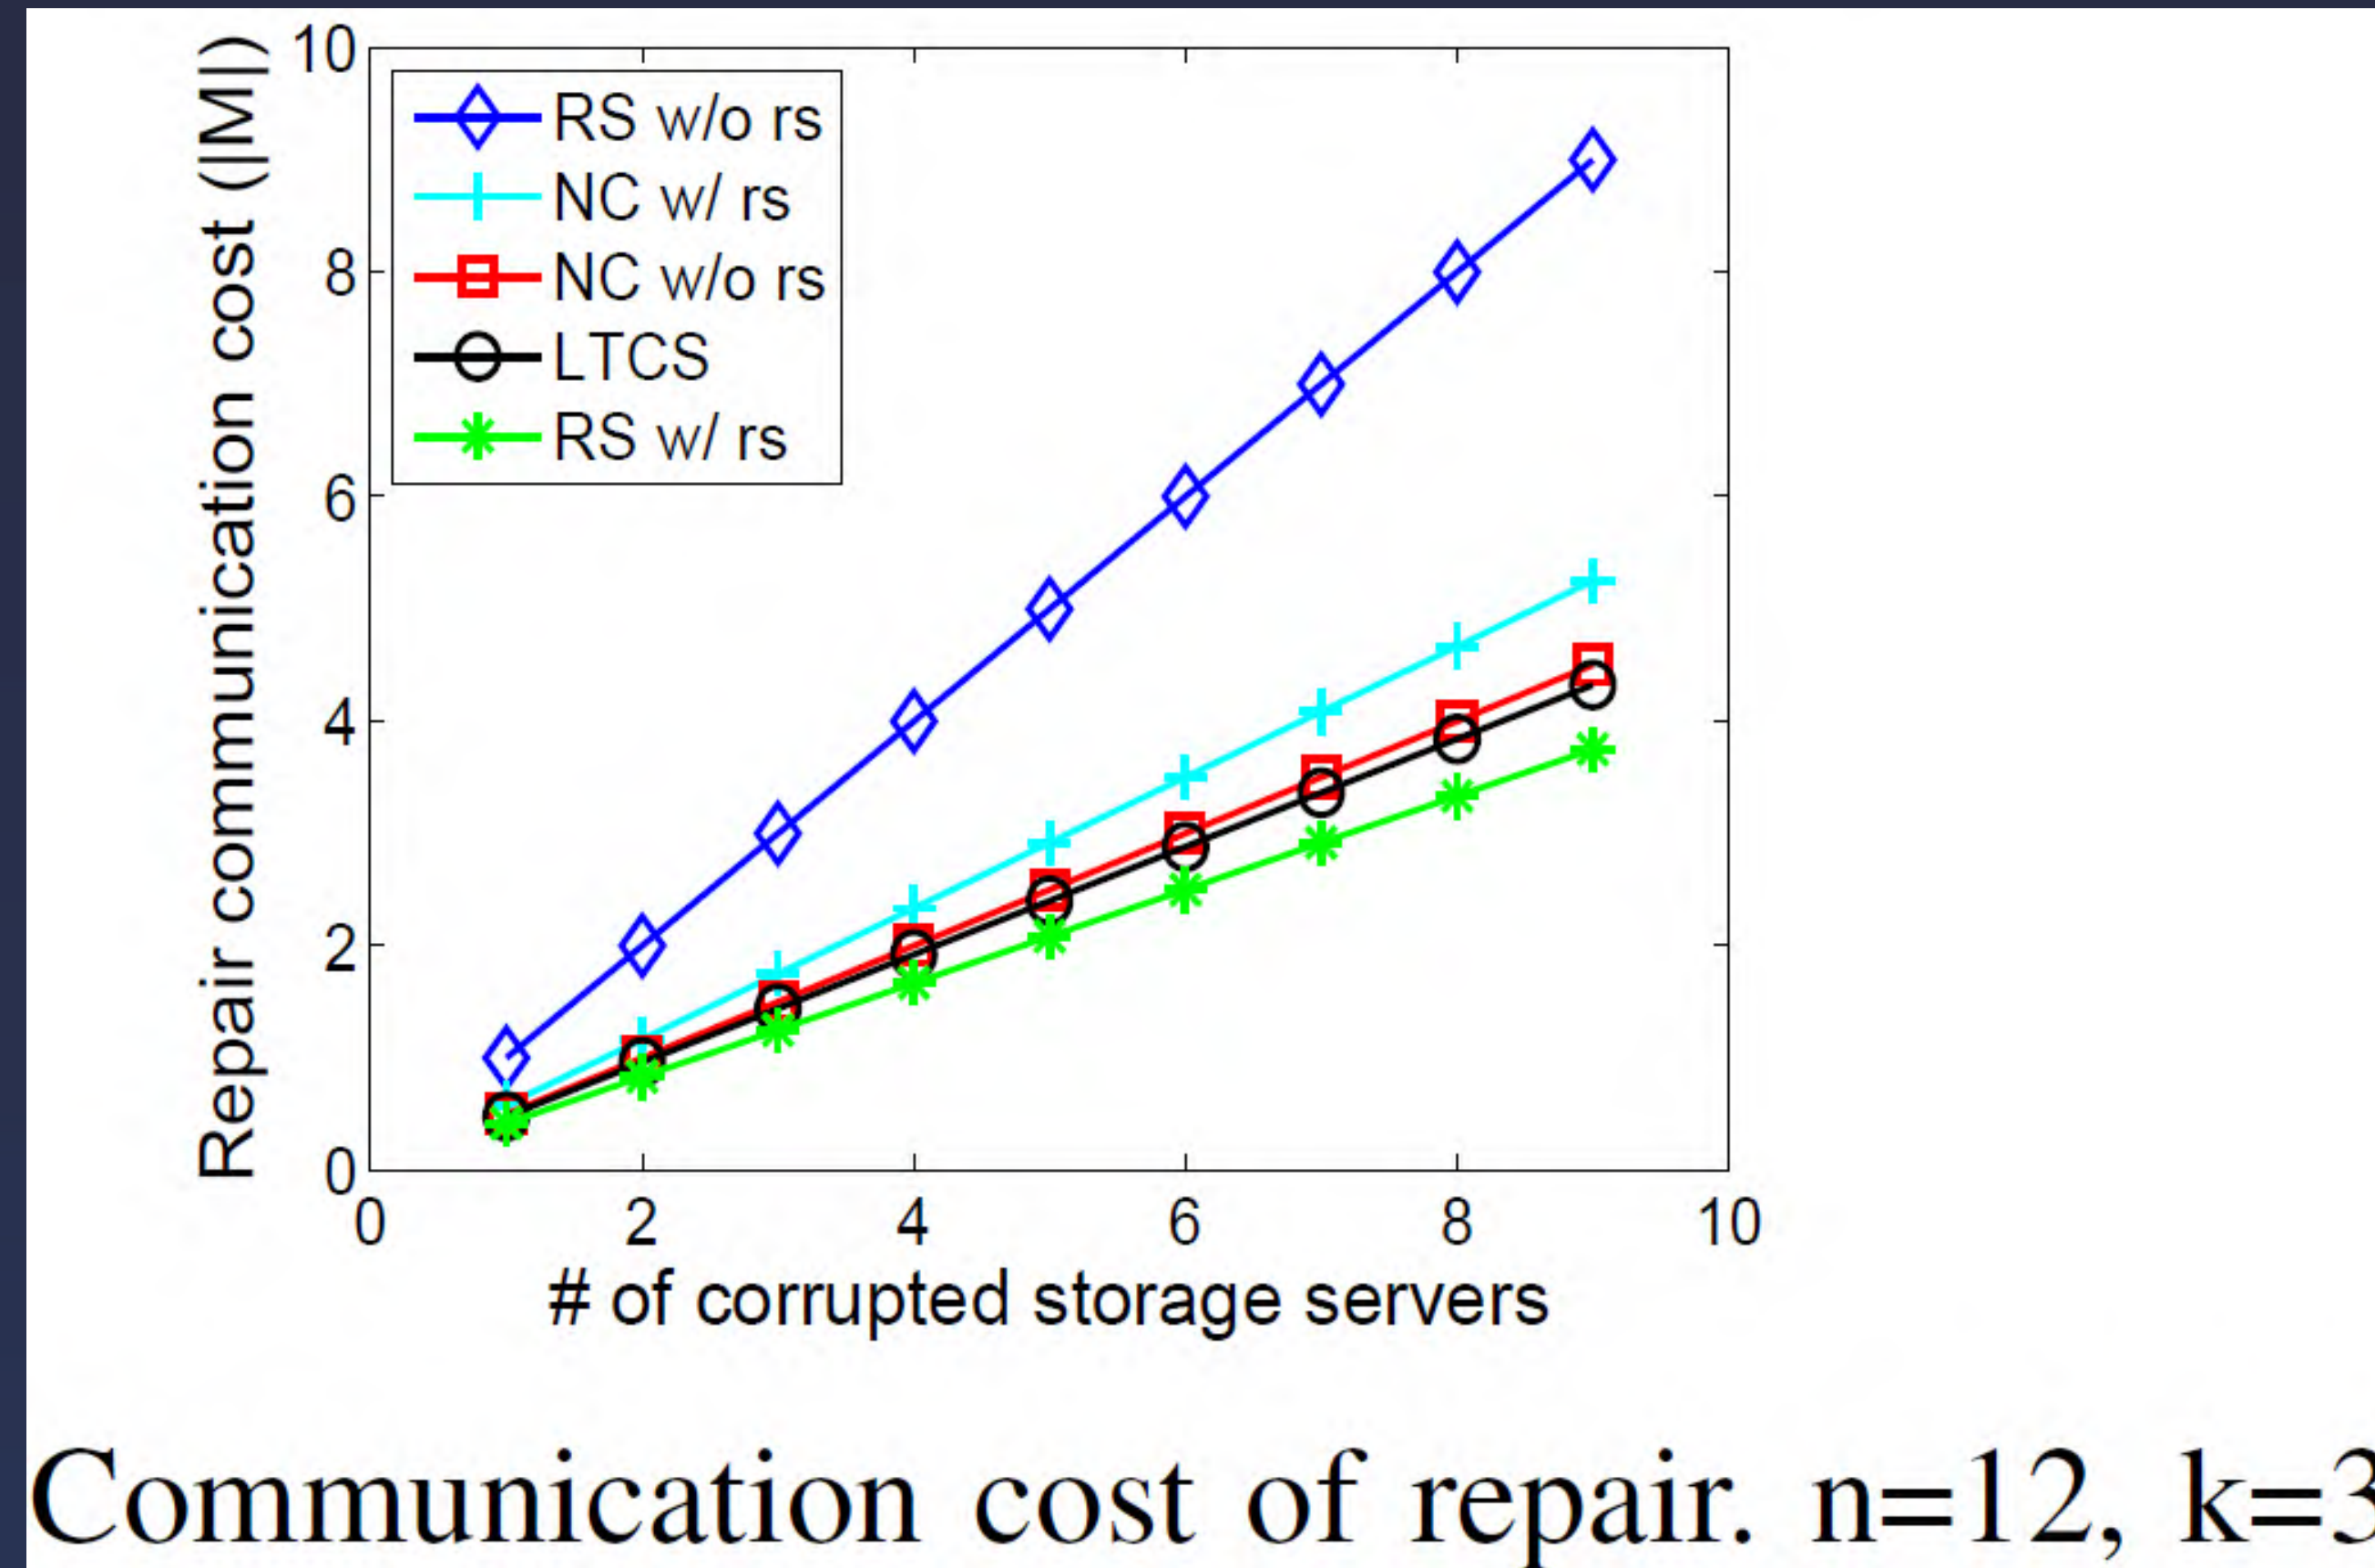 Repair communication cost (|M|)
10
8
6
4
2
0
RS w/o rs
NC w/ rs
NC w/o rs
LTCS
RS w/ rs
0 2 4 6 8 10
# of corrupted storage servers
Communication cost of repair. n=12, k=3